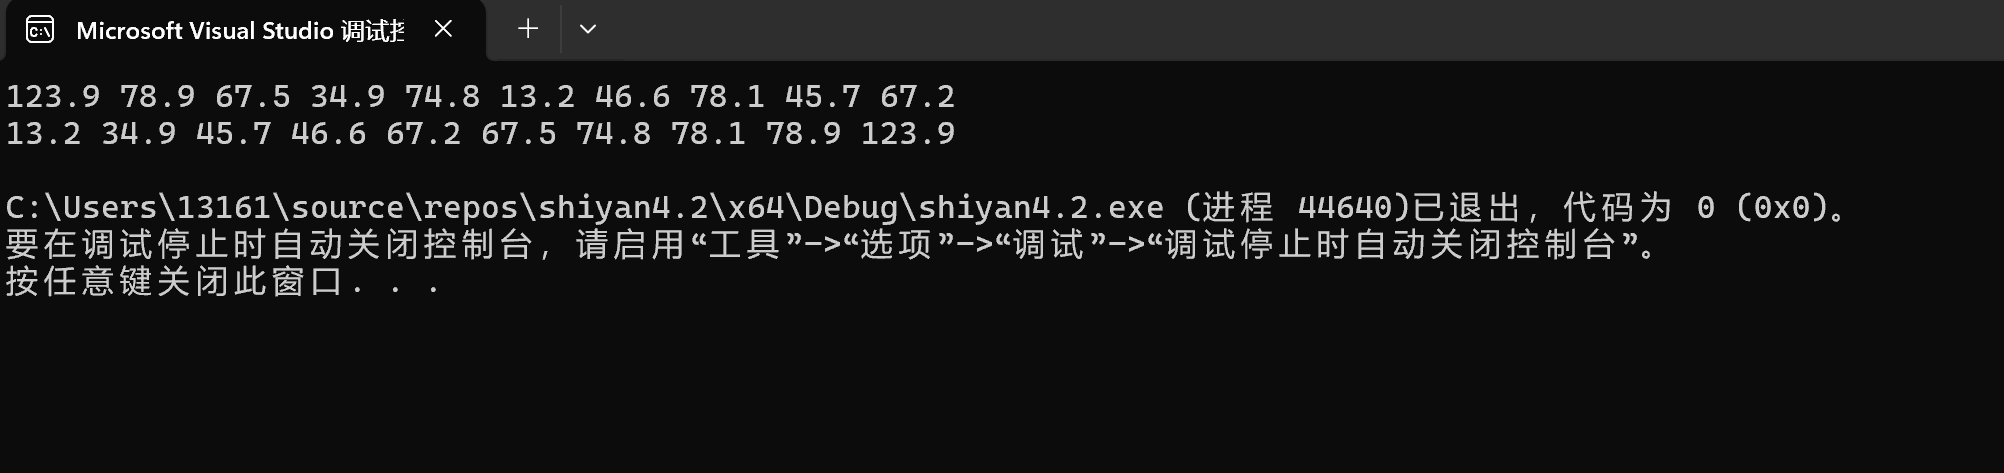 Microsoft Visual Studio 调试控
123.9 78.9 67.5 34.9 74.8 13.2 46.6 78.1 45.7 67.2
13.2 34.9 45.7 46.6 67.2 67.5 74.8 78.1 78.9 123.9
C:\Users\13161\source\repos\shiyan4.2\x64\Debug\shiyan4.2.exe (进程 44640)已退出，代码为 0 (0x0)。
要在调试停止时自动关闭控制台，请启用“工具”->“选项”->“调试”->“调试停止时自动关闭控制台”。
按任意键关闭此窗口. . .